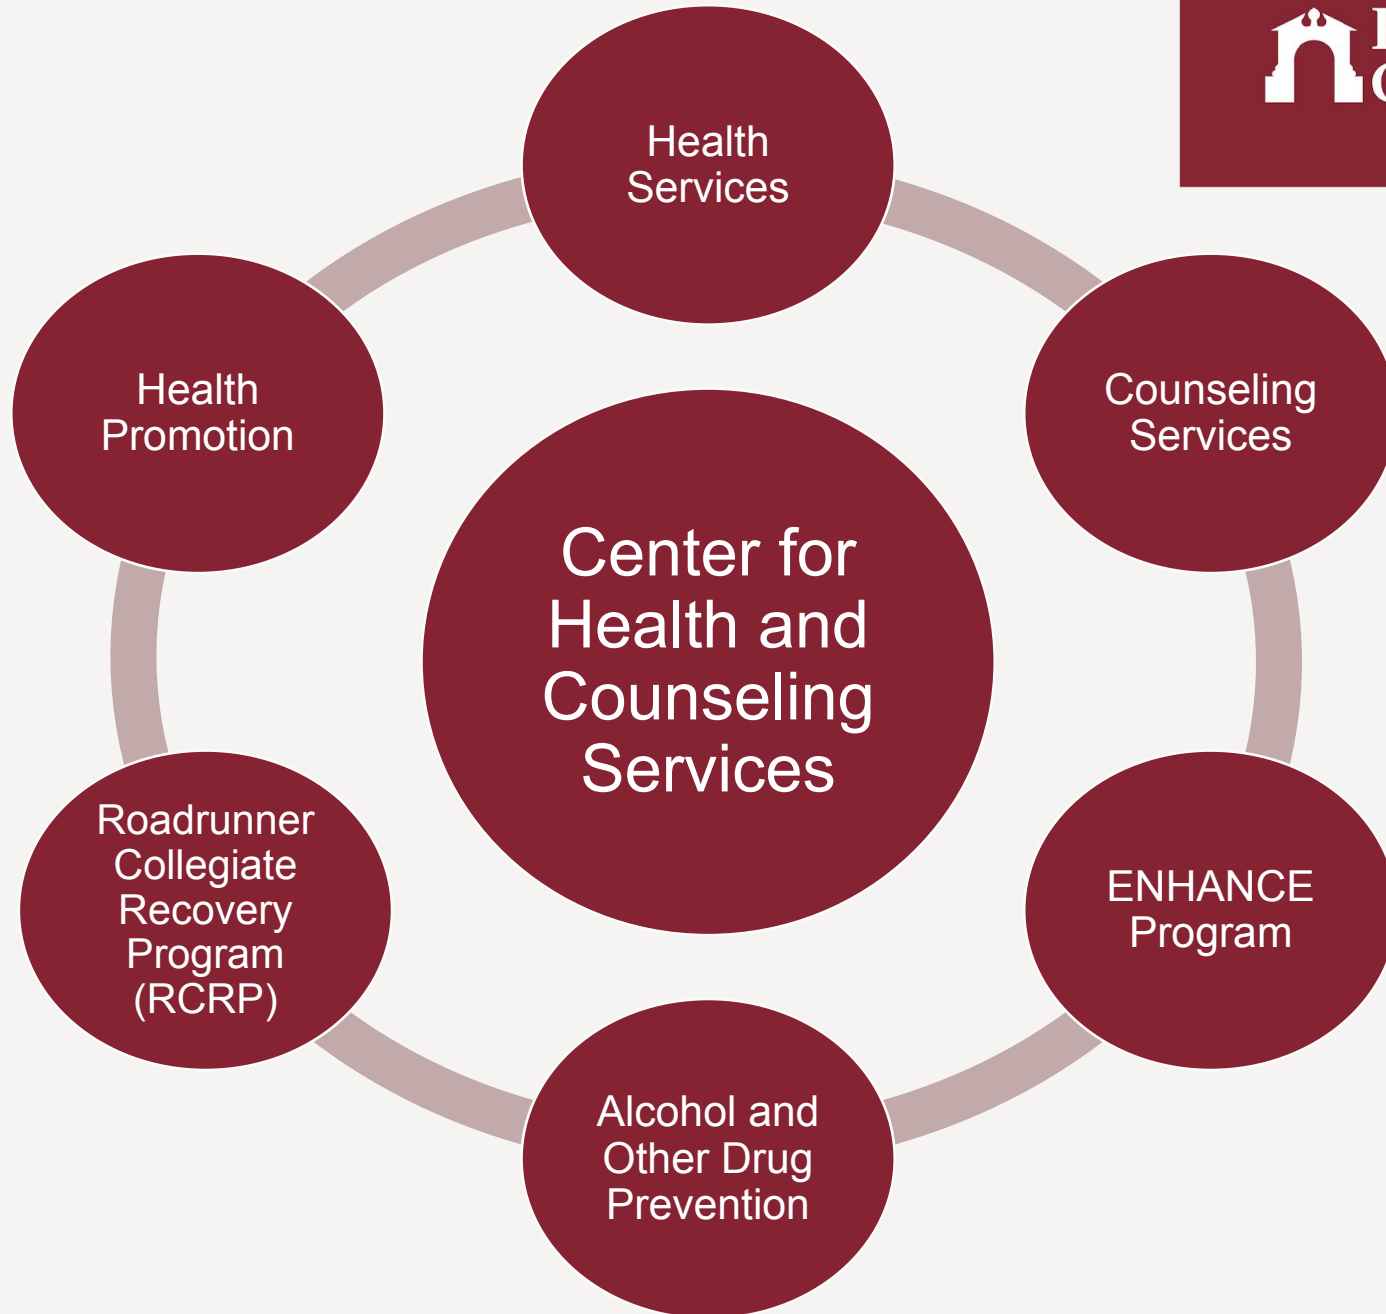 Health
Services
Counseling
Services
ENHANCE
Program
Alcohol and
Other Drug
Prevention
Roadrunner
Collegiate
Recovery
Program
(RCRP)
Health
Promotion
Center for
Health and
Counseling
Services